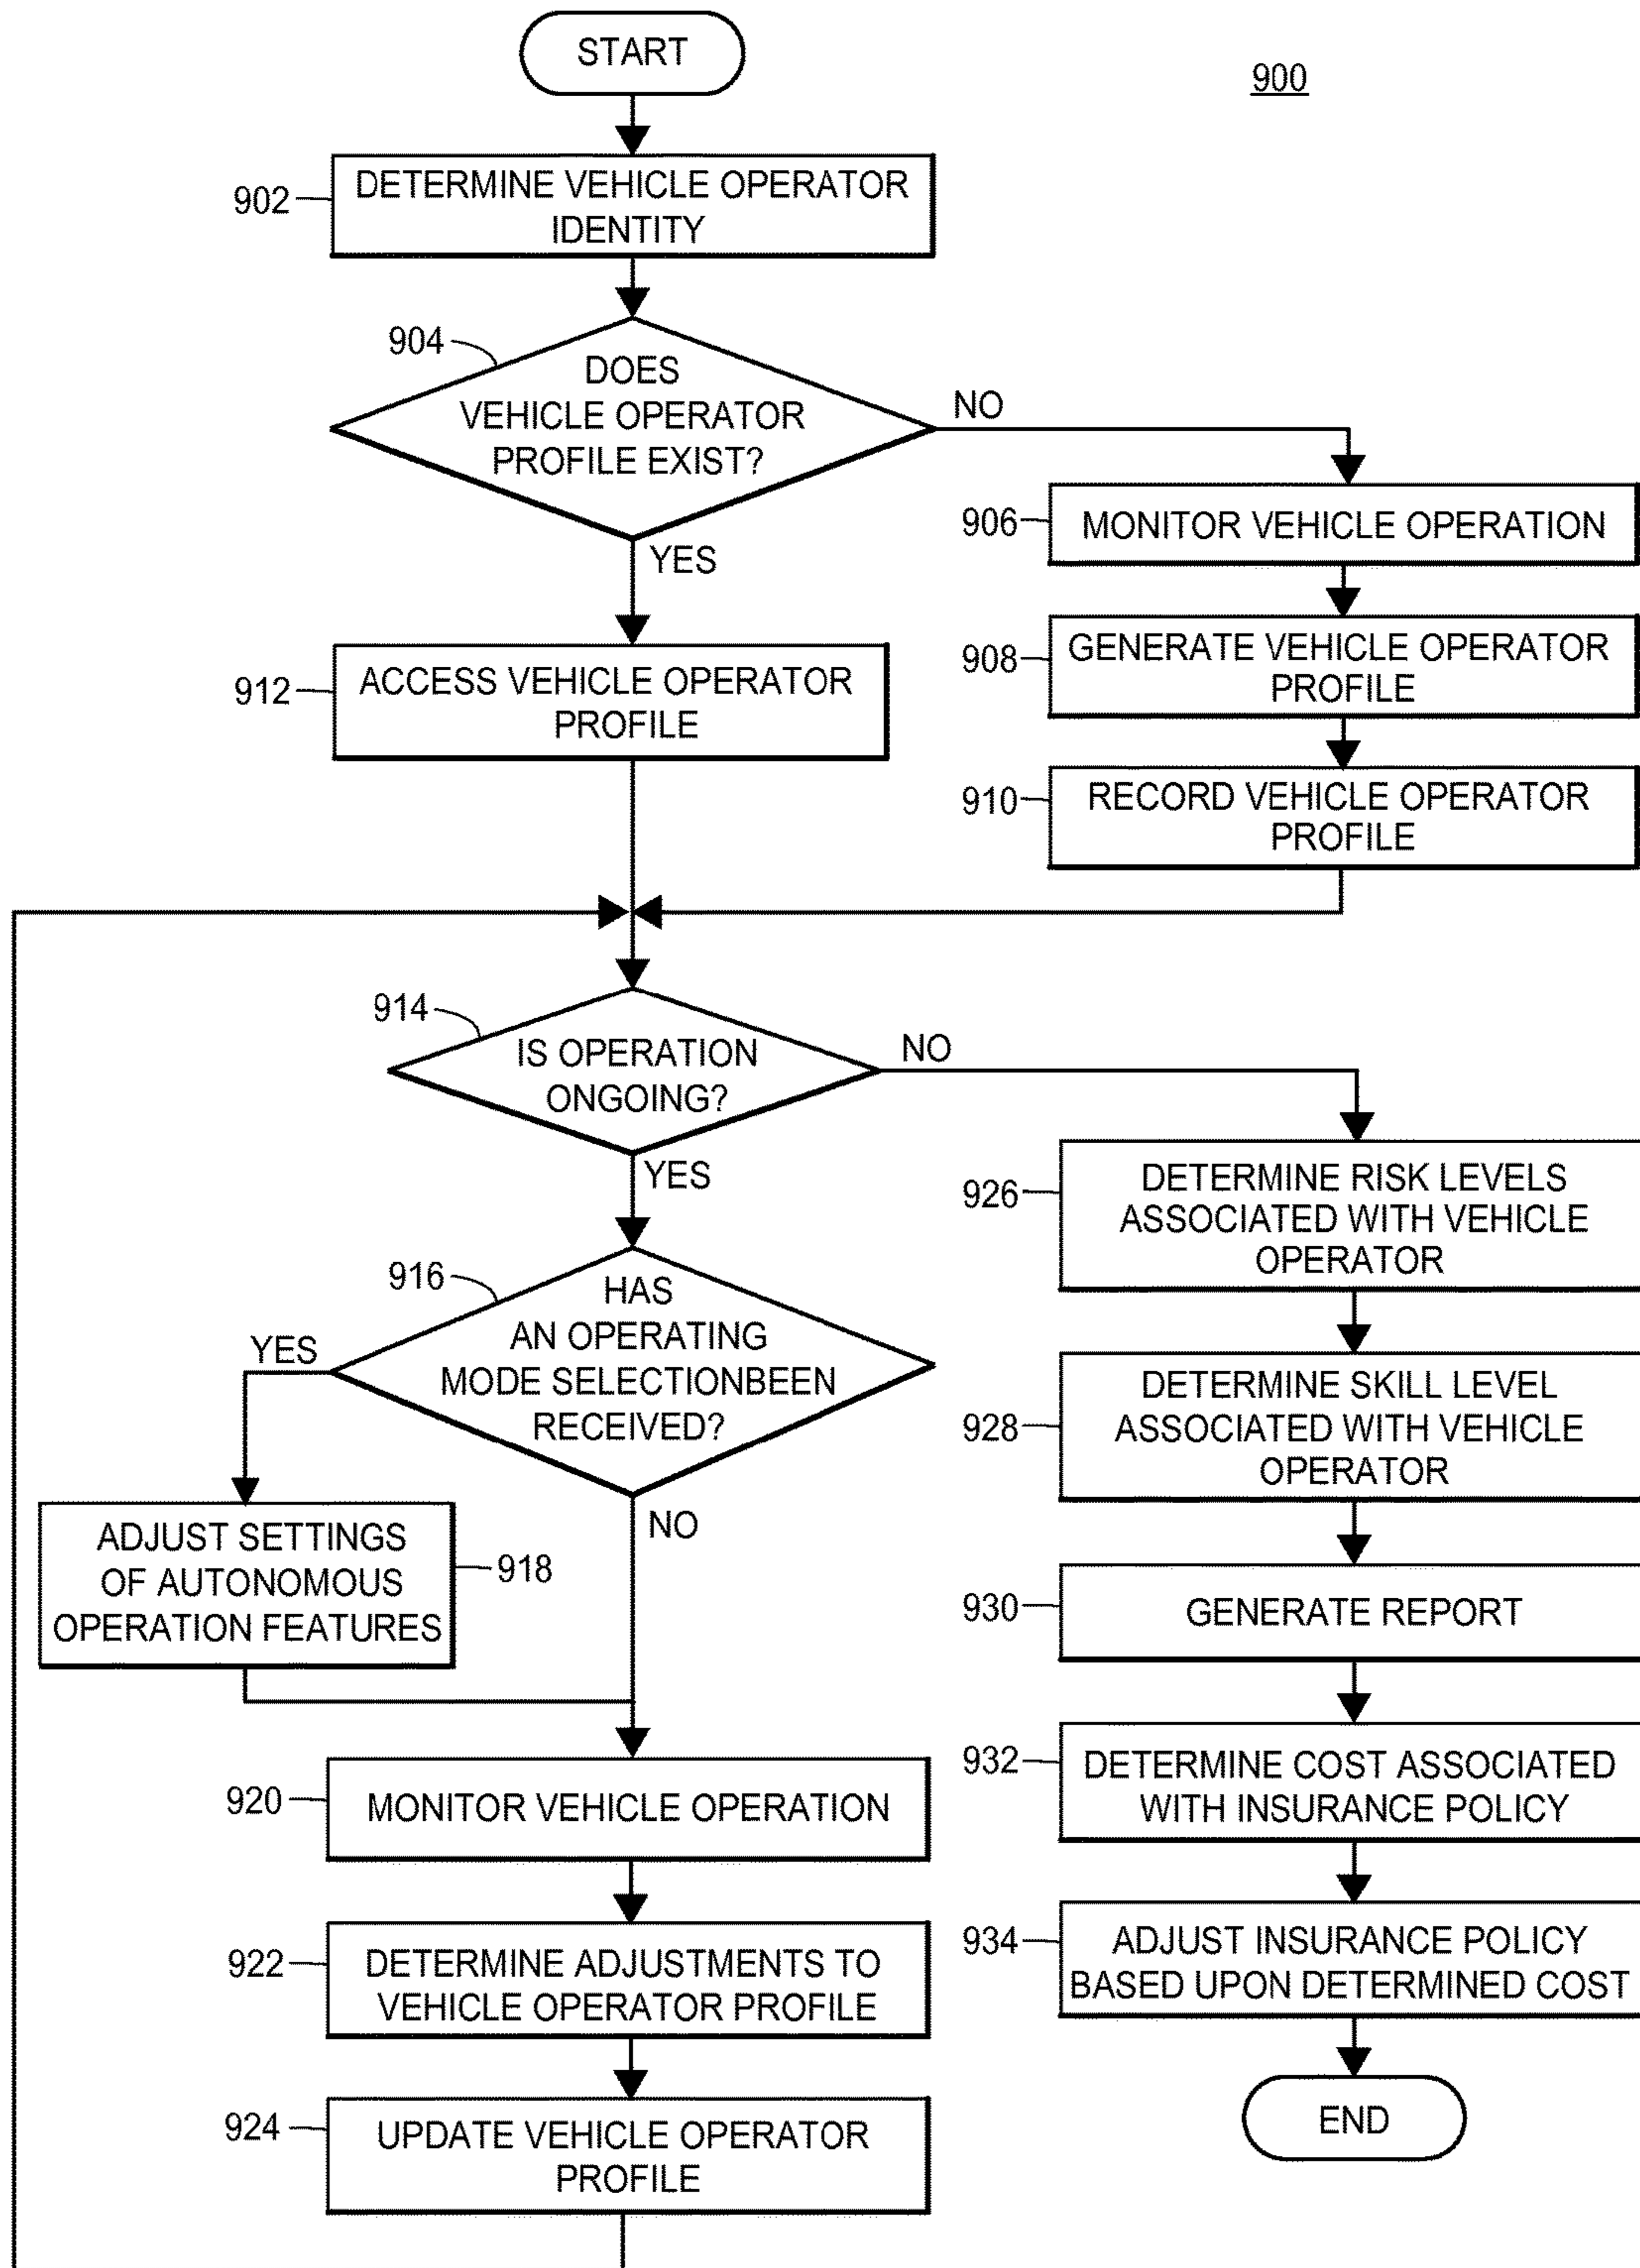 START
900
902
DETERMINE VEHICLE OPERATOR
IDENTITY
904
DOES
VEHICLE OPERATOR
PROFILE EXIST?
NO
YES
906
MONITOR VEHICLE OPERATION
908
GENERATE VEHICLE OPERATOR
PROFILE
910
RECORD VEHICLE OPERATOR
PROFILE
912
ACCESS VEHICLE OPERATOR
PROFILE
914
IS OPERATION
ONGOING?
NO
YES
916
HAS
AN OPERATING
MODE SELECTIONBEEN
RECEIVED?
YES
NO
ADJUST SETTINGS
OF AUTONOMOUS
OPERATION FEATURES
918
920
MONITOR VEHICLE OPERATION
922
DETERMINE ADJUSTMENTS TO
VEHICLE OPERATOR PROFILE
924
UPDATE VEHICLE OPERATOR
PROFILE
926
DETERMINE RISK LEVELS
ASSOCIATED WITH VEHICLE
OPERATOR
928
DETERMINE SKILL LEVEL
ASSOCIATED WITH VEHICLE
OPERATOR
930
GENERATE REPORT
932
DETERMINE COST ASSOCIATED
WITH INSURANCE POLICY
934
ADJUST INSURANCE POLICY
BASED UPON DETERMINED COST
END